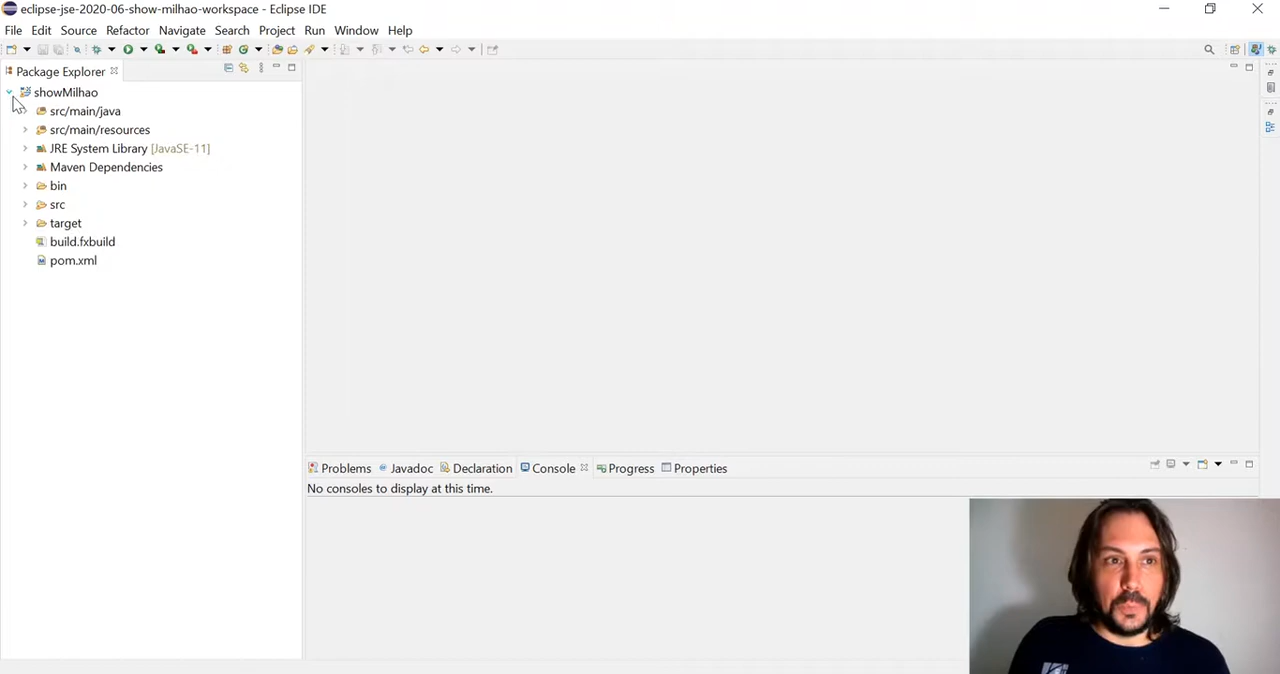 eclipse-jse-2020-06-show-milhao-workspace - Eclipse IDE
File Edit Source Refactor Navigate Search Project Run Window Help
Package Explorer
showMilhao
src/main/java
src/main/resources
JRE System Library [JavaSE-11]
Maven Dependencies
bin
src
target
build.fxbuild
pom.xml
Problems Javadoc Declaration Console Progress Properties
No consoles to display at this time.